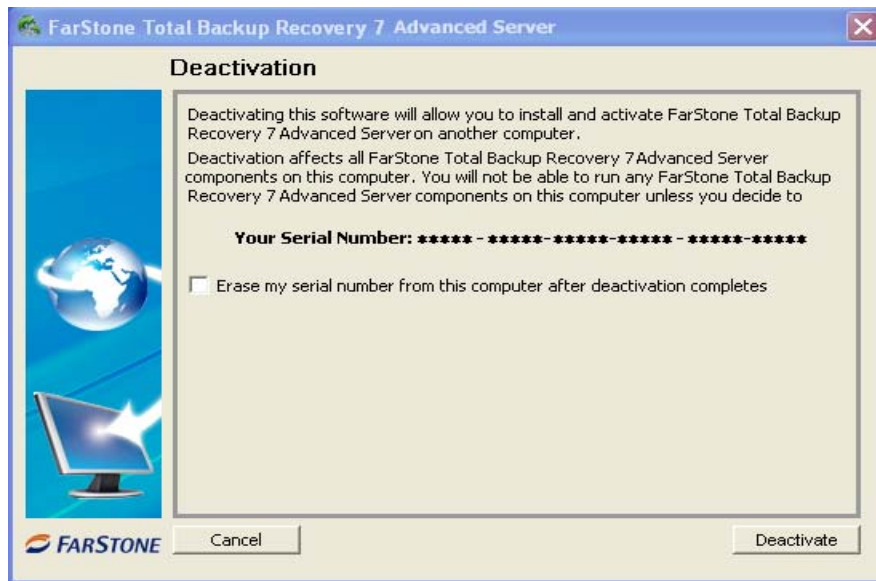 FarStone Total Backup Recovery 7 Advanced Server
Deactivation
Deactivating this software will allow you to install and activate FarStone Total Backup
Recovery 7 Advanced Serveron another computer.
Deactivation affects all FarStone Total Backup Recovery 7Advanced Server
components on this computer. You will not be able to run any FarStone Total Backup
Recovery 7 Advanced Server components on this computer unless you decide to
Your Serial Number: ***** - *****-*****-***** - *****-*****
Erase my serial number from this computer after deactivation completes
FARSTONE
Cancel
Deactivate